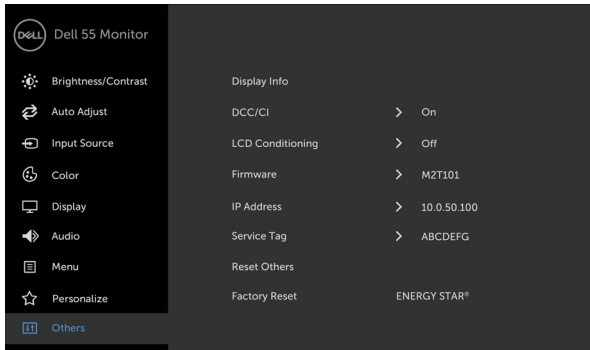 DELL Dell 55 Monitor
Brightness/Contrast
Auto Adjust
Input Source
Color
Display
Audio
Menu
Personalize
Others
Display Info
DCC/CI > On
LCD Conditioning > Off
Firmware > M2T101
IP Address > 10.0.50.100
Service Tag > ABCDEFG
Reset Others
Factory Reset ENERGY STAR®